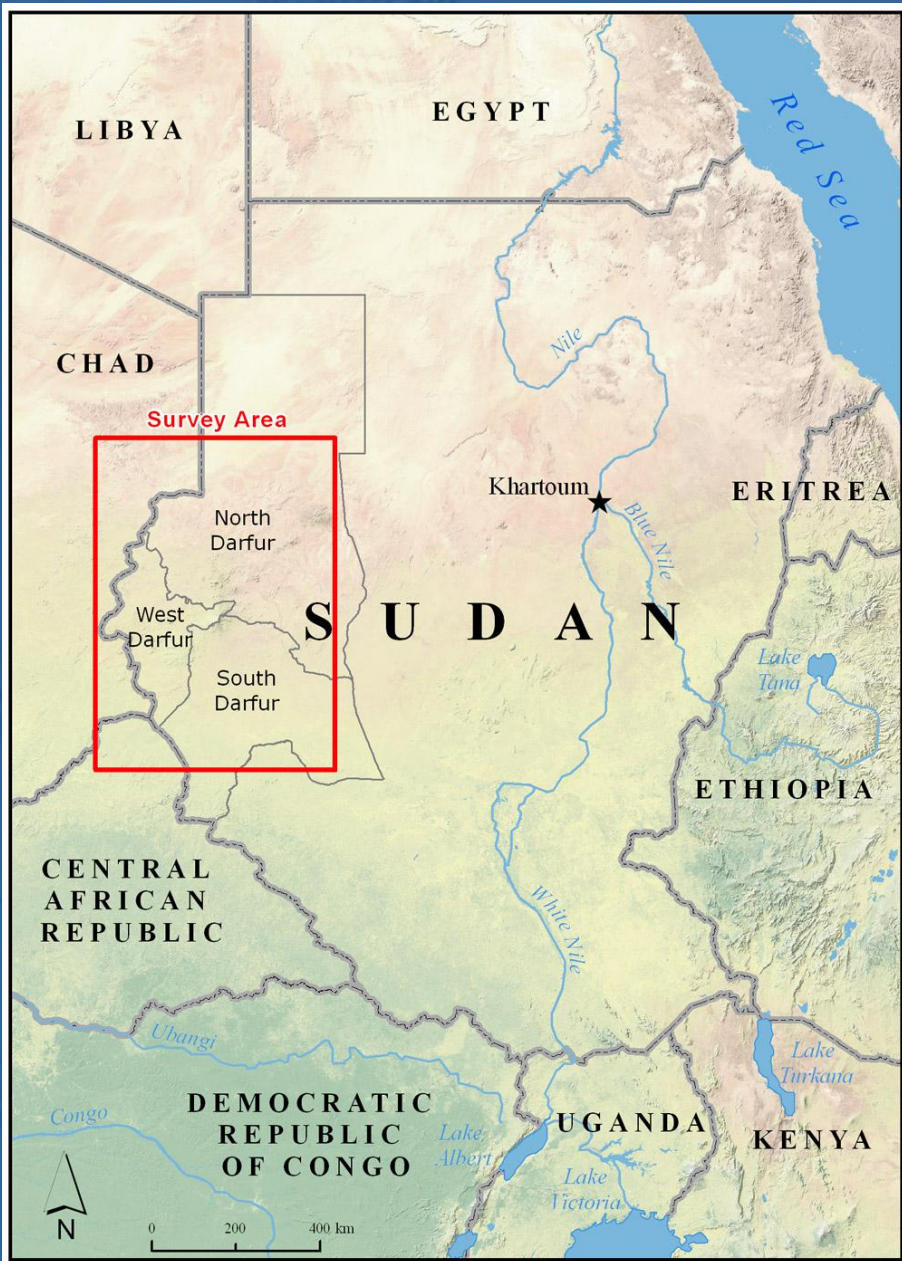 LIBYA
EGYPT
Red Sea
CHAD
Nile
Survey Area
Khartoum
ERITREA
North
Darfur
Blue Nile
West
Darfur
SUDAN
Lake
Tana
South
Darfur
ETHIOPIA
CENTRAL
AFRICAN
REPUBLIC
White Nile
Ubangi
Lake
Turkana
Congo
DEMOCRATIC
REPUBLIC
OF CONGO
Lake
Albert
UGANDA
KENYA
Lake
Victoria
N
0 200 400 km